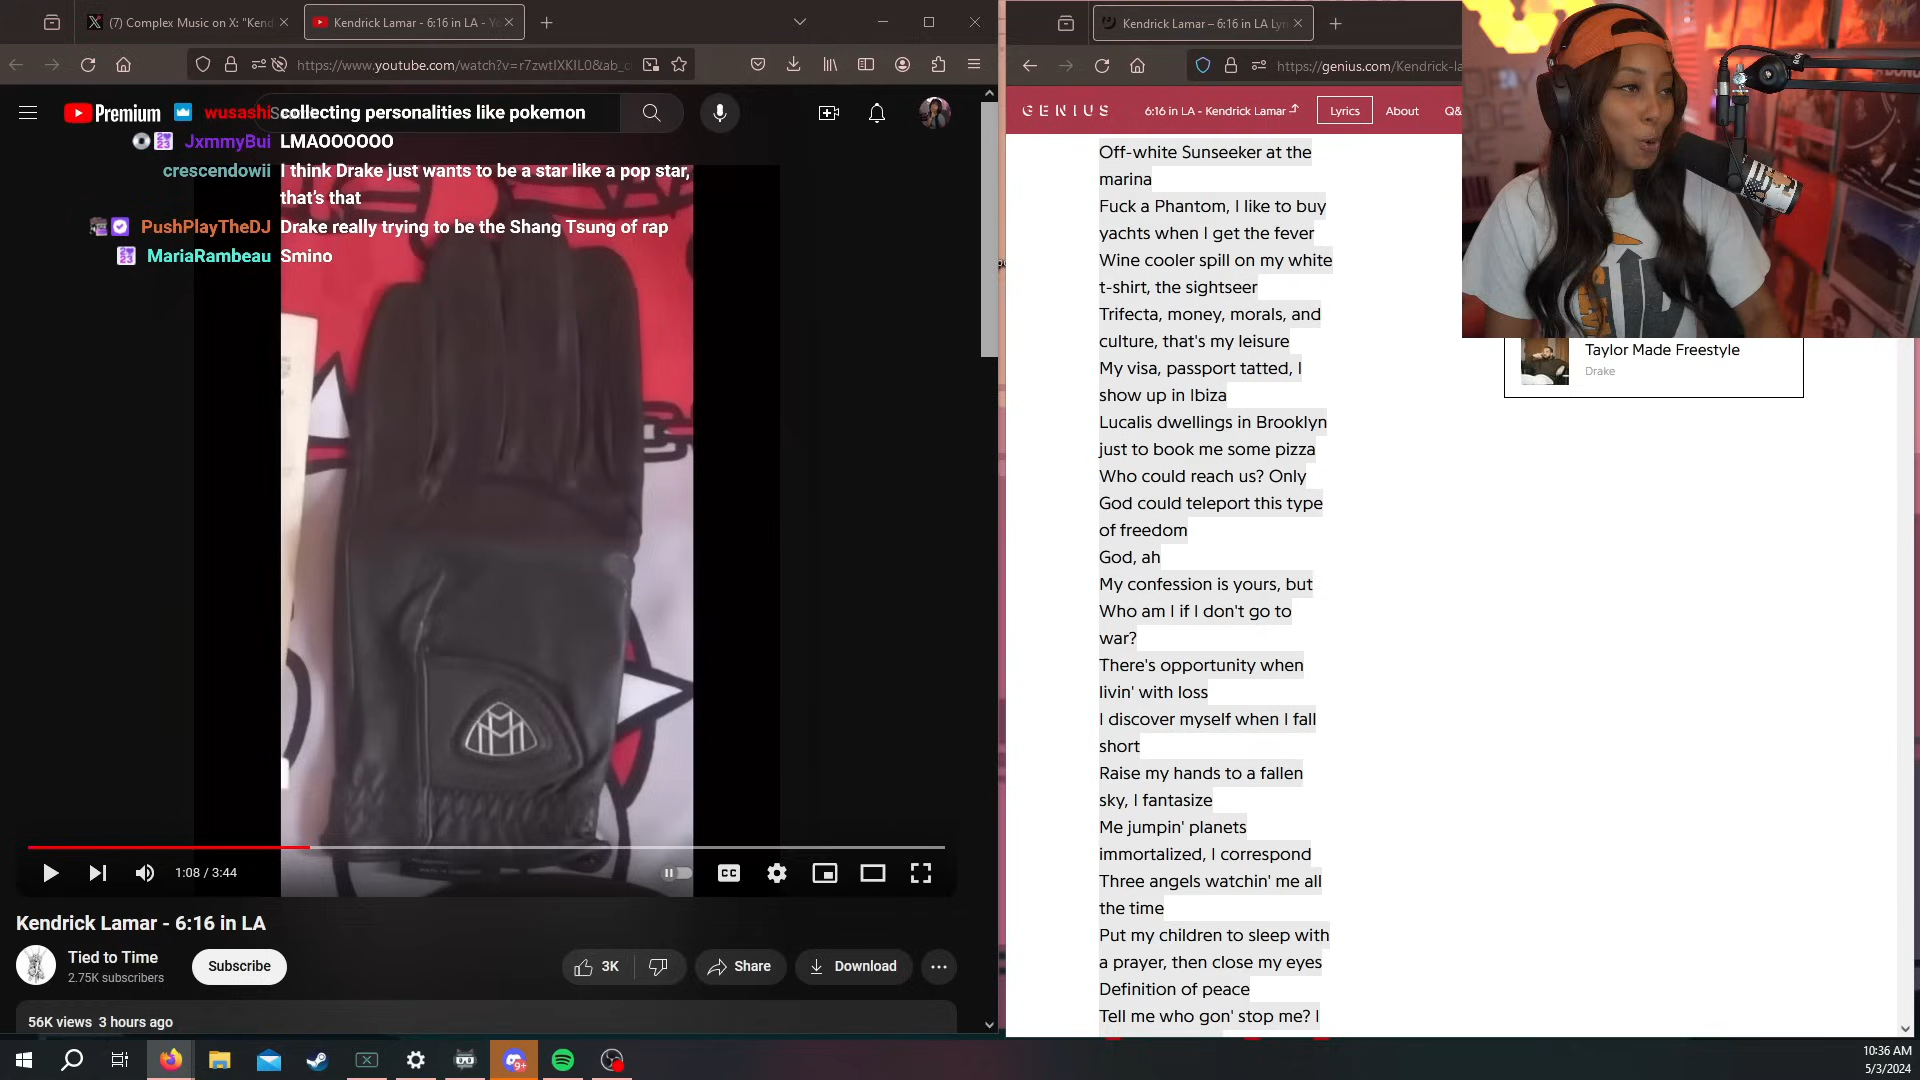 (7) Complex Music on X: "Kend
Kendrick Lamar - 6:16 in LA - Yo
https://www.youtube.com/watch?v=r7zwtIXKIL0&ab_c
Premium
wusashi collecting personalities like pokemon
JxmmyBui LMAOOOOOO
crescendowii I think Drake just wants to be a star like a pop star,
that's that
PushPlayTheDJ Drake really trying to be the Shang Tsung of rap
MariaRambeau Smino
1:08 / 3:44
CC
Kendrick Lamar - 6:16 in LA
Tied to Time
2.75K subscribers
Subscribe
3K
Share
Download
56K views 3 hours ago
Kendrick Lamar – 6:16 in LA Lyri
https://genius.com/Kendrick-la
GENIUS
6:16 in LA - Kendrick Lamar
Lyrics
About
Q&
Off-white Sunseeker at the
marina
Fuck a Phantom, I like to buy
yachts when I get the fever
Wine cooler spill on my white
t-shirt, the sightseer
Trifecta, money, morals, and
culture, that's my leisure
My visa, passport tatted, I
show up in Ibiza
Lucalis dwellings in Brooklyn
just to book me some pizza
Who could reach us? Only
God could teleport this type
of freedom
God, ah
My confession is yours, but
Who am I if I don't go to
war?
There's opportunity when
livin' with loss
I discover myself when I fall
short
Raise my hands to a fallen
sky, I fantasize
Me jumpin' planets
immortalized, I correspond
Three angels watchin' me all
the time
Put my children to sleep with
a prayer, then close my eyes
Definition of peace
Tell me who gon' stop me? I
Taylor Made Freestyle
Drake
9+
10:36 AM
5/3/2024